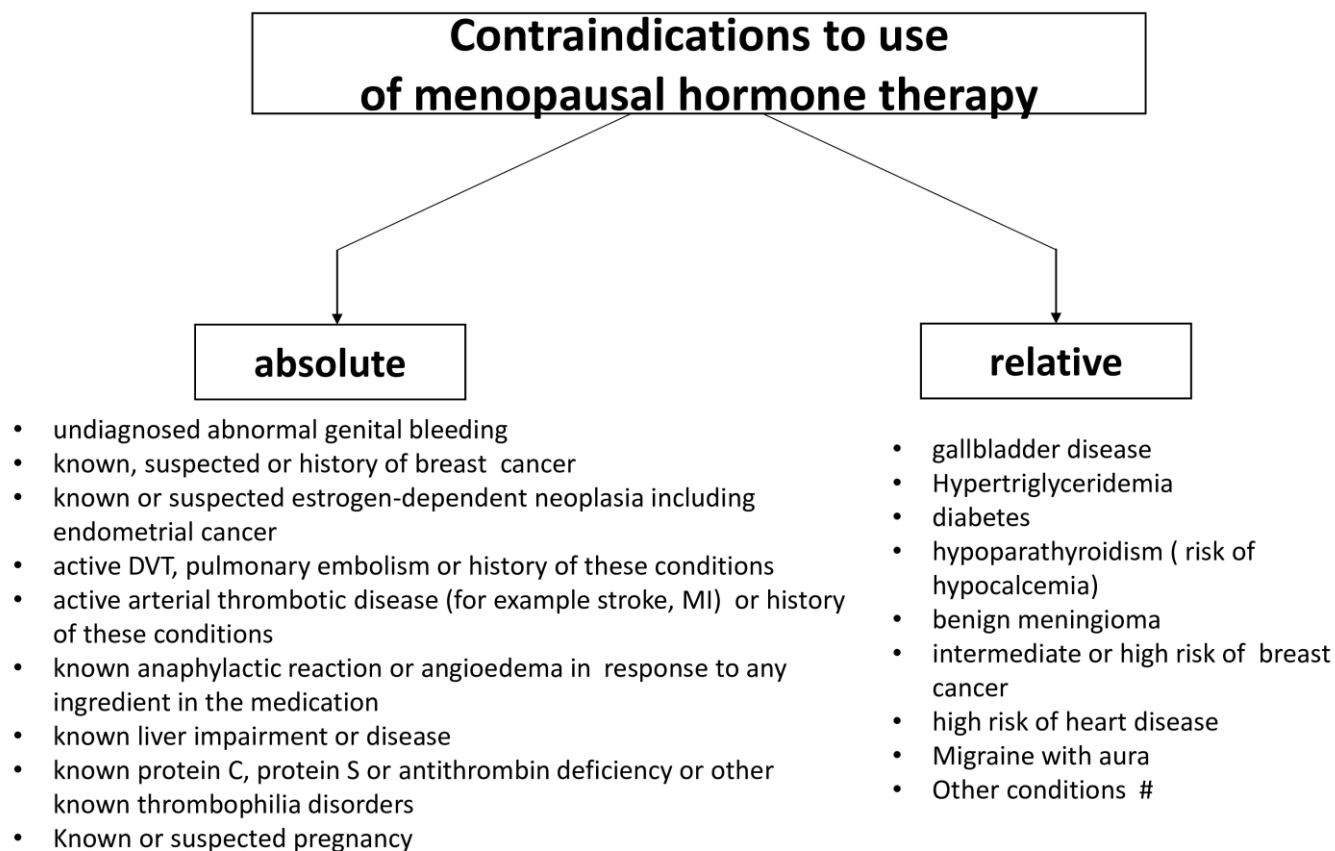 Contraindications to use
of menopausal hormone therapy
absolute
• undiagnosed abnormal genital bleeding
• known, suspected or history of breast cancer
• known or suspected estrogen-dependent neoplasia including
endometrial cancer
• active DVT, pulmonary embolism or history of these conditions
• active arterial thrombotic disease (for example stroke, MI) or history
of these conditions
• known anaphylactic reaction or angioedema in response to any
ingredient in the medication
• known liver impairment or disease
• known protein C, protein S or antithrombin deficiency or other
known thrombophilia disorders
• Known or suspected pregnancy
relative
• gallbladder disease
• Hypertriglyceridemia
• diabetes
• hypoparathyroidism ( risk of
hypocalcemia)
• benign meningioma
• intermediate or high risk of breast
cancer
• high risk of heart disease
• Migraine with aura
• Other conditions #